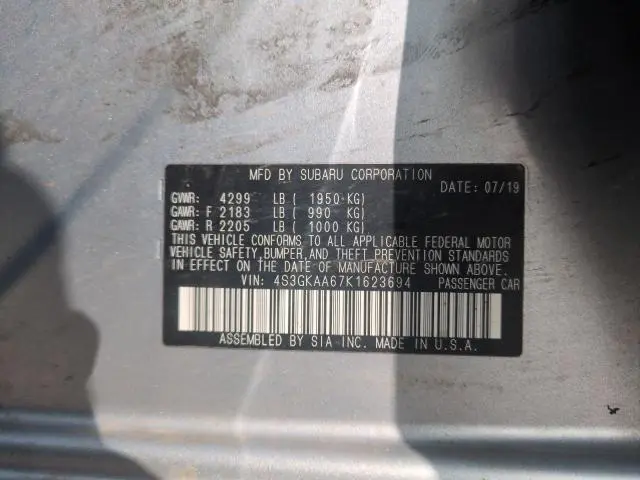 MFD BY SUBARU CORPORATION
DATE: 07/19
GVWR: 4299 LB ( 1950 KG)
GAWR: F 2183 LB ( 990 KG)
GAWR: R 2205 LB ( 1000 KG)
THIS VEHICLE CONFORMS TO ALL APPLICABLE FEDERAL MOTOR
VEHICLE SAFETY, BUMPER, AND THEFT PREVENTION STANDARDS
IN EFFECT ON THE DATE OF MANUFACTURE SHOWN ABOVE.
VIN: 4S3GKAA67K1623694 PASSENGER CAR
ASSEMBLED BY SIA INC. MADE IN U.S.A.